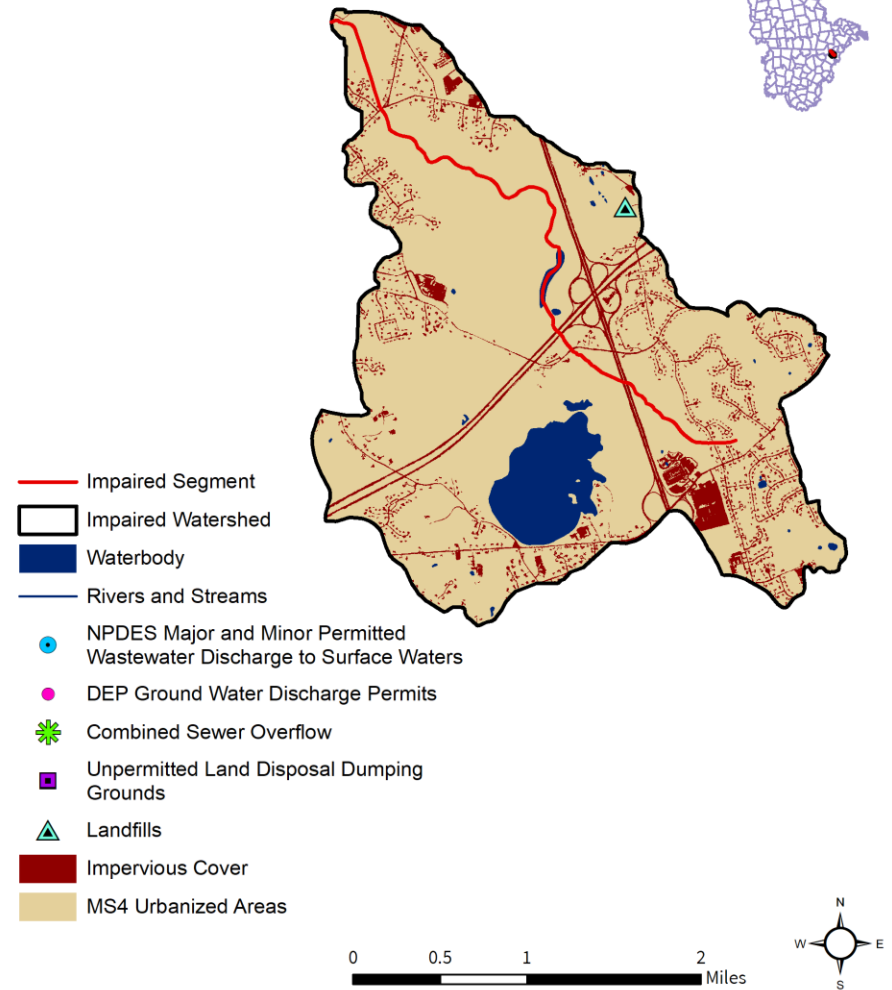 Impaired Segment
Impaired Watershed
Waterbody
Rivers and Streams
NPDES Major and Minor Permitted
Wastewater Discharge to Surface Waters
DEP Ground Water Discharge Permits
Combined Sewer Overflow
Unpermitted Land Disposal Dumping
Grounds
Landfills
Impervious Cover
MS4 Urbanized Areas
0 0.5 1 2
Miles
N
W E
S